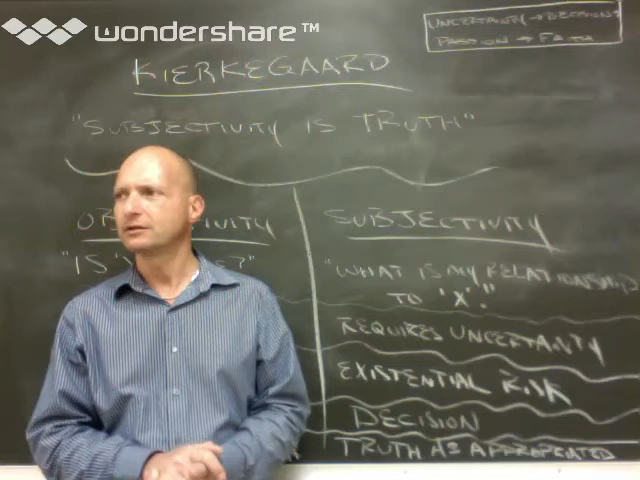 wondershare™
UNCERTAINTY → DECISION
PASSION → FAITH
KIERKEGAARD
"SUBJECTIVITY IS TRUTH"
SUBJECTIVITY
"IS
"WHAT IS MY RELATIONSHIP
TO 'X'."
REQUIRES UNCERTAINTY
EXISTENTIAL RISK
DECISION
TRUTH AS APPROPRIATED